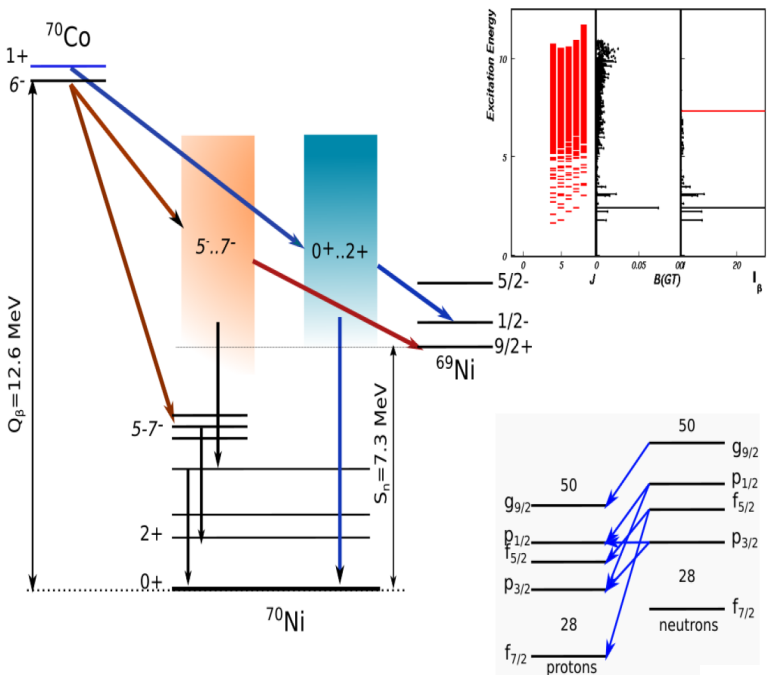 ⁷⁰Co
1+
6⁻
Qβ=12.6 MeV
5⁻..7⁻
0⁺..2+
5/2-
1/2-
9/2+
⁶⁹Ni
Sₙ=7.3 MeV
5-7⁻
2+
0+
⁷⁰Ni
Excitation Energy
10
5
0
0
5
J
0
0.05
B(GT)
0
20
Iβ
50
g9/2
p1/2
f5/2
p3/2
28
f7/2
neutrons
50
g9/2
p1/2
f5/2
p3/2
28
f7/2
protons